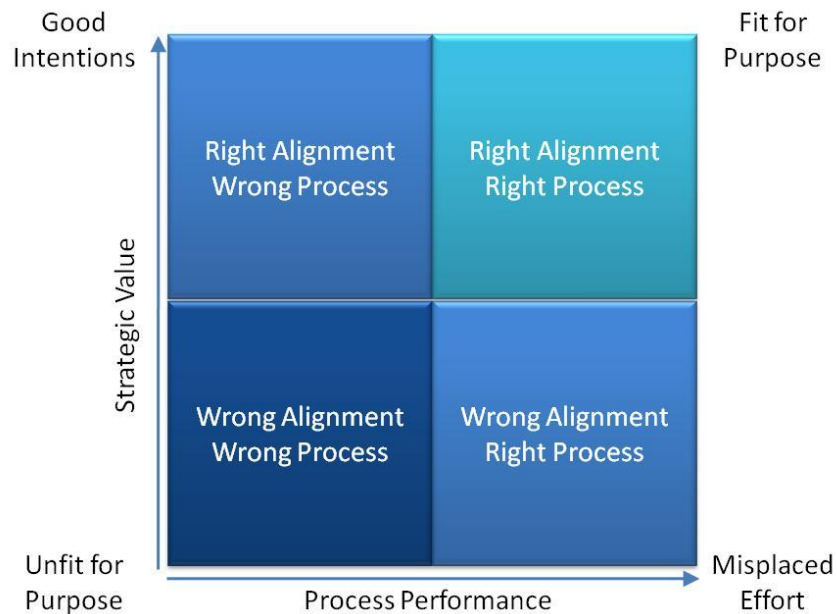 Good
Intentions
Fit for
Purpose
Right Alignment
Wrong Process
Right Alignment
Right Process
Strategic Value
Wrong Alignment
Wrong Process
Wrong Alignment
Right Process
Unfit for
Purpose
Process Performance
Misplaced
Effort